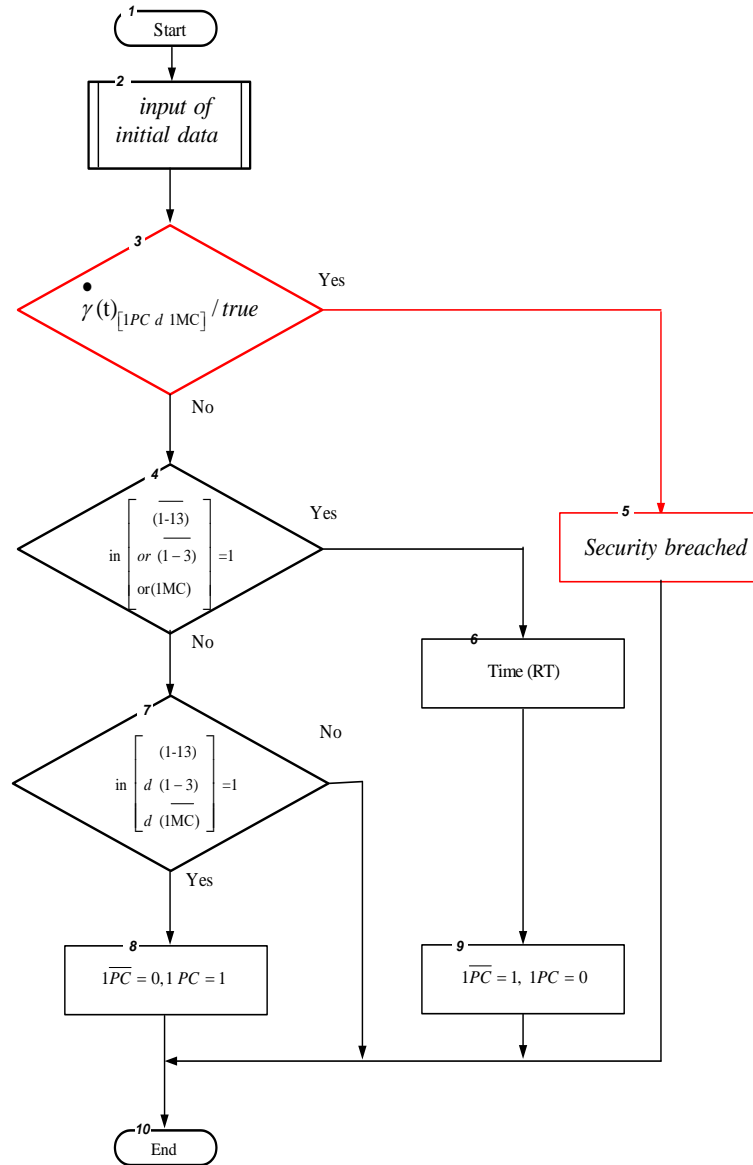 1
Start
2
input of
initial data
3
γ̇(t)[1PC d 1MC] / true
Yes
No
4
in [ (1-13)‾
or (1−3)‾ =1
or(1MC) ]
Yes
No
5
Security breached
6
Time (RT)
7
in [ (1-13)
d (1−3) =1
d (1MC)‾ ]
No
Yes
8
1P̅C̅ = 0,1 PC = 1
9
1P̅C̅ = 1, 1PC = 0
10
End